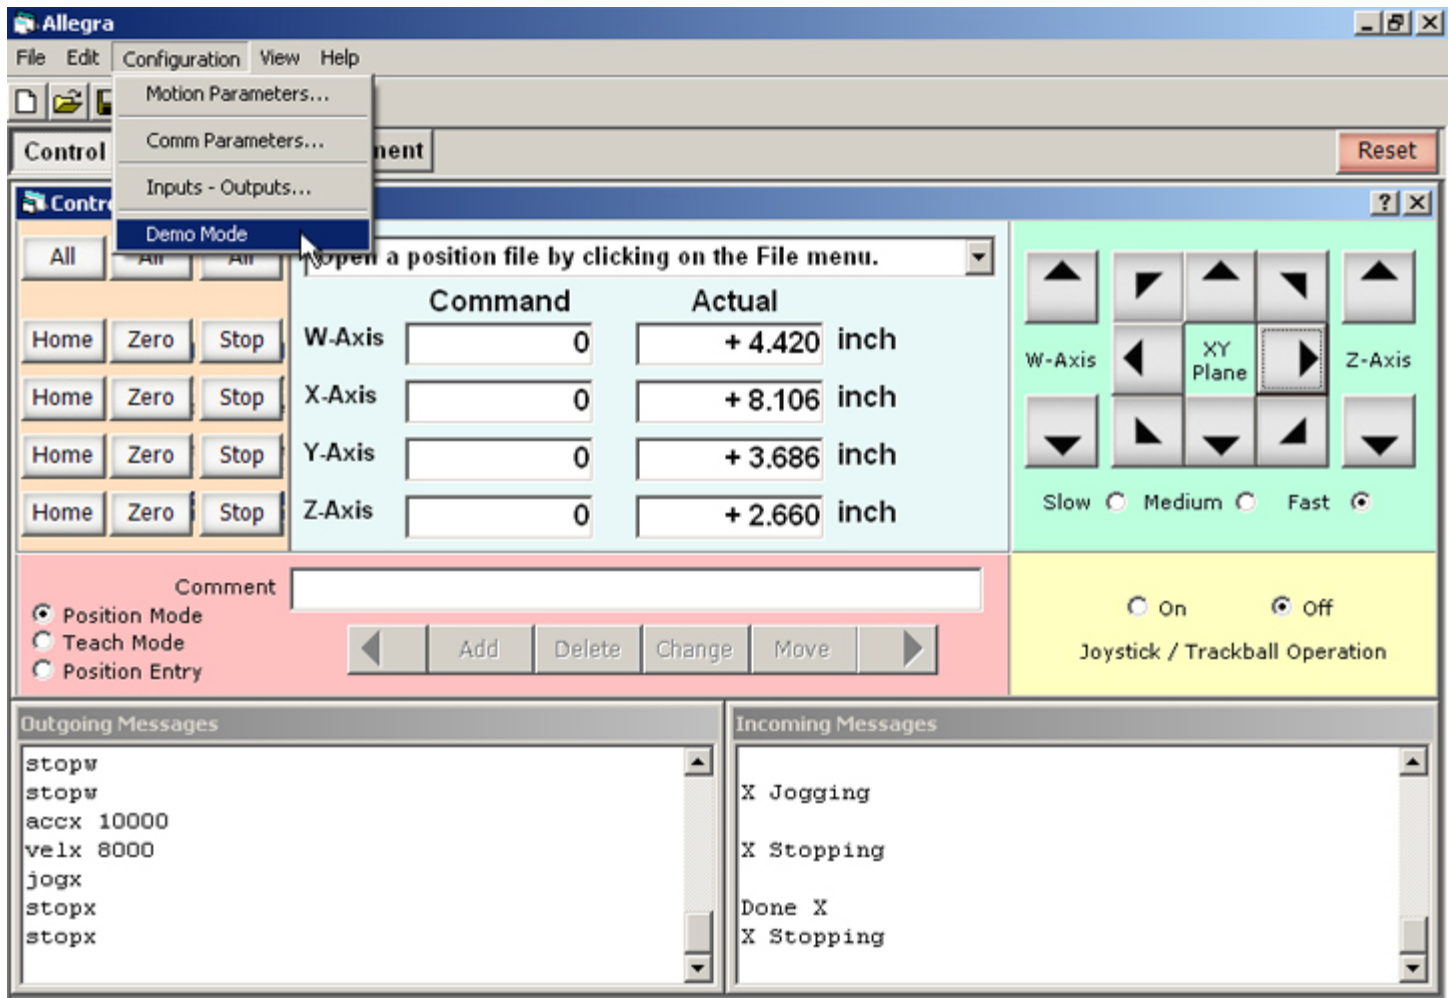 Allegra
File Edit Configuration View Help
Motion Parameters...
Comm Parameters...
Inputs - Outputs...
Demo Mode
Control
Reset
All
a position file by clicking on the File menu.
Command Actual
Home Zero Stop W-Axis 0 + 4.420 inch
Home Zero Stop X-Axis 0 + 8.106 inch
Home Zero Stop Y-Axis 0 + 3.686 inch
Home Zero Stop Z-Axis 0 + 2.660 inch
W-Axis
XY
Plane
Z-Axis
Slow Medium Fast
Comment
Position Mode
Teach Mode
Position Entry
Add Delete Change Move
On Off
Joystick / Trackball Operation
Outgoing Messages
stopw
stopw
accx 10000
velx 8000
jogx
stopx
stopx
Incoming Messages
X Jogging
X Stopping
Done X
X Stopping